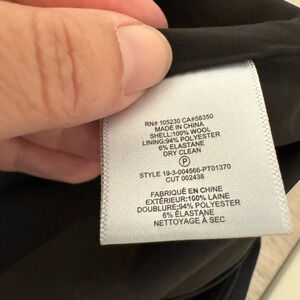 RN# 105230 CA#58350
MADE IN CHINA
SHELL:100% WOOL
LINING;94% POLYESTER
6% ELASTANE
DRY CLEAN
P
STYLE 19-3-004566-PT01370
CUT 002438
FABRIQUÉ EN CHINE
EXTÉRIEUR:100% LAINE
DOUBLURE;94% POLYESTER
6% ÉLASTANE
NETTOYAGE À SEC